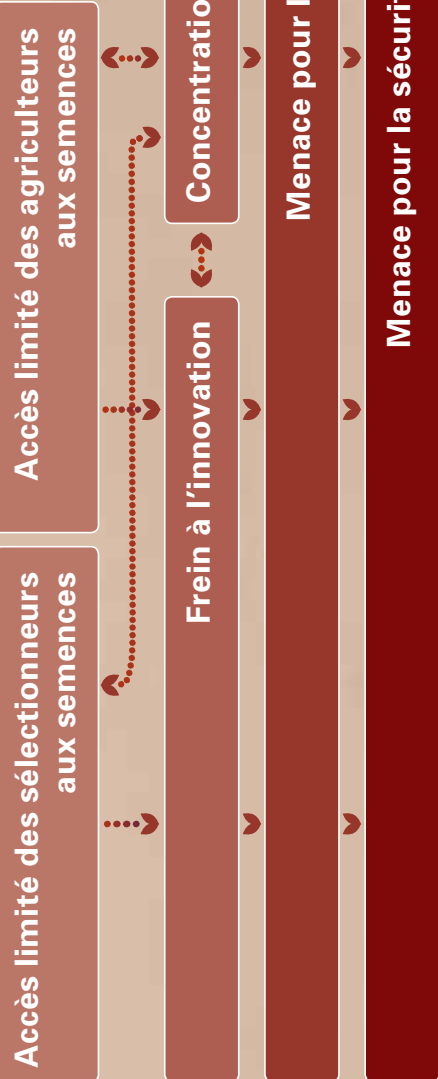 Accès limité des sélectionneurs
aux semences
Accès limité des agriculteurs
aux semences
Frein à l’innovation
Concentratio
Menace pour l
Menace pour la sécurit